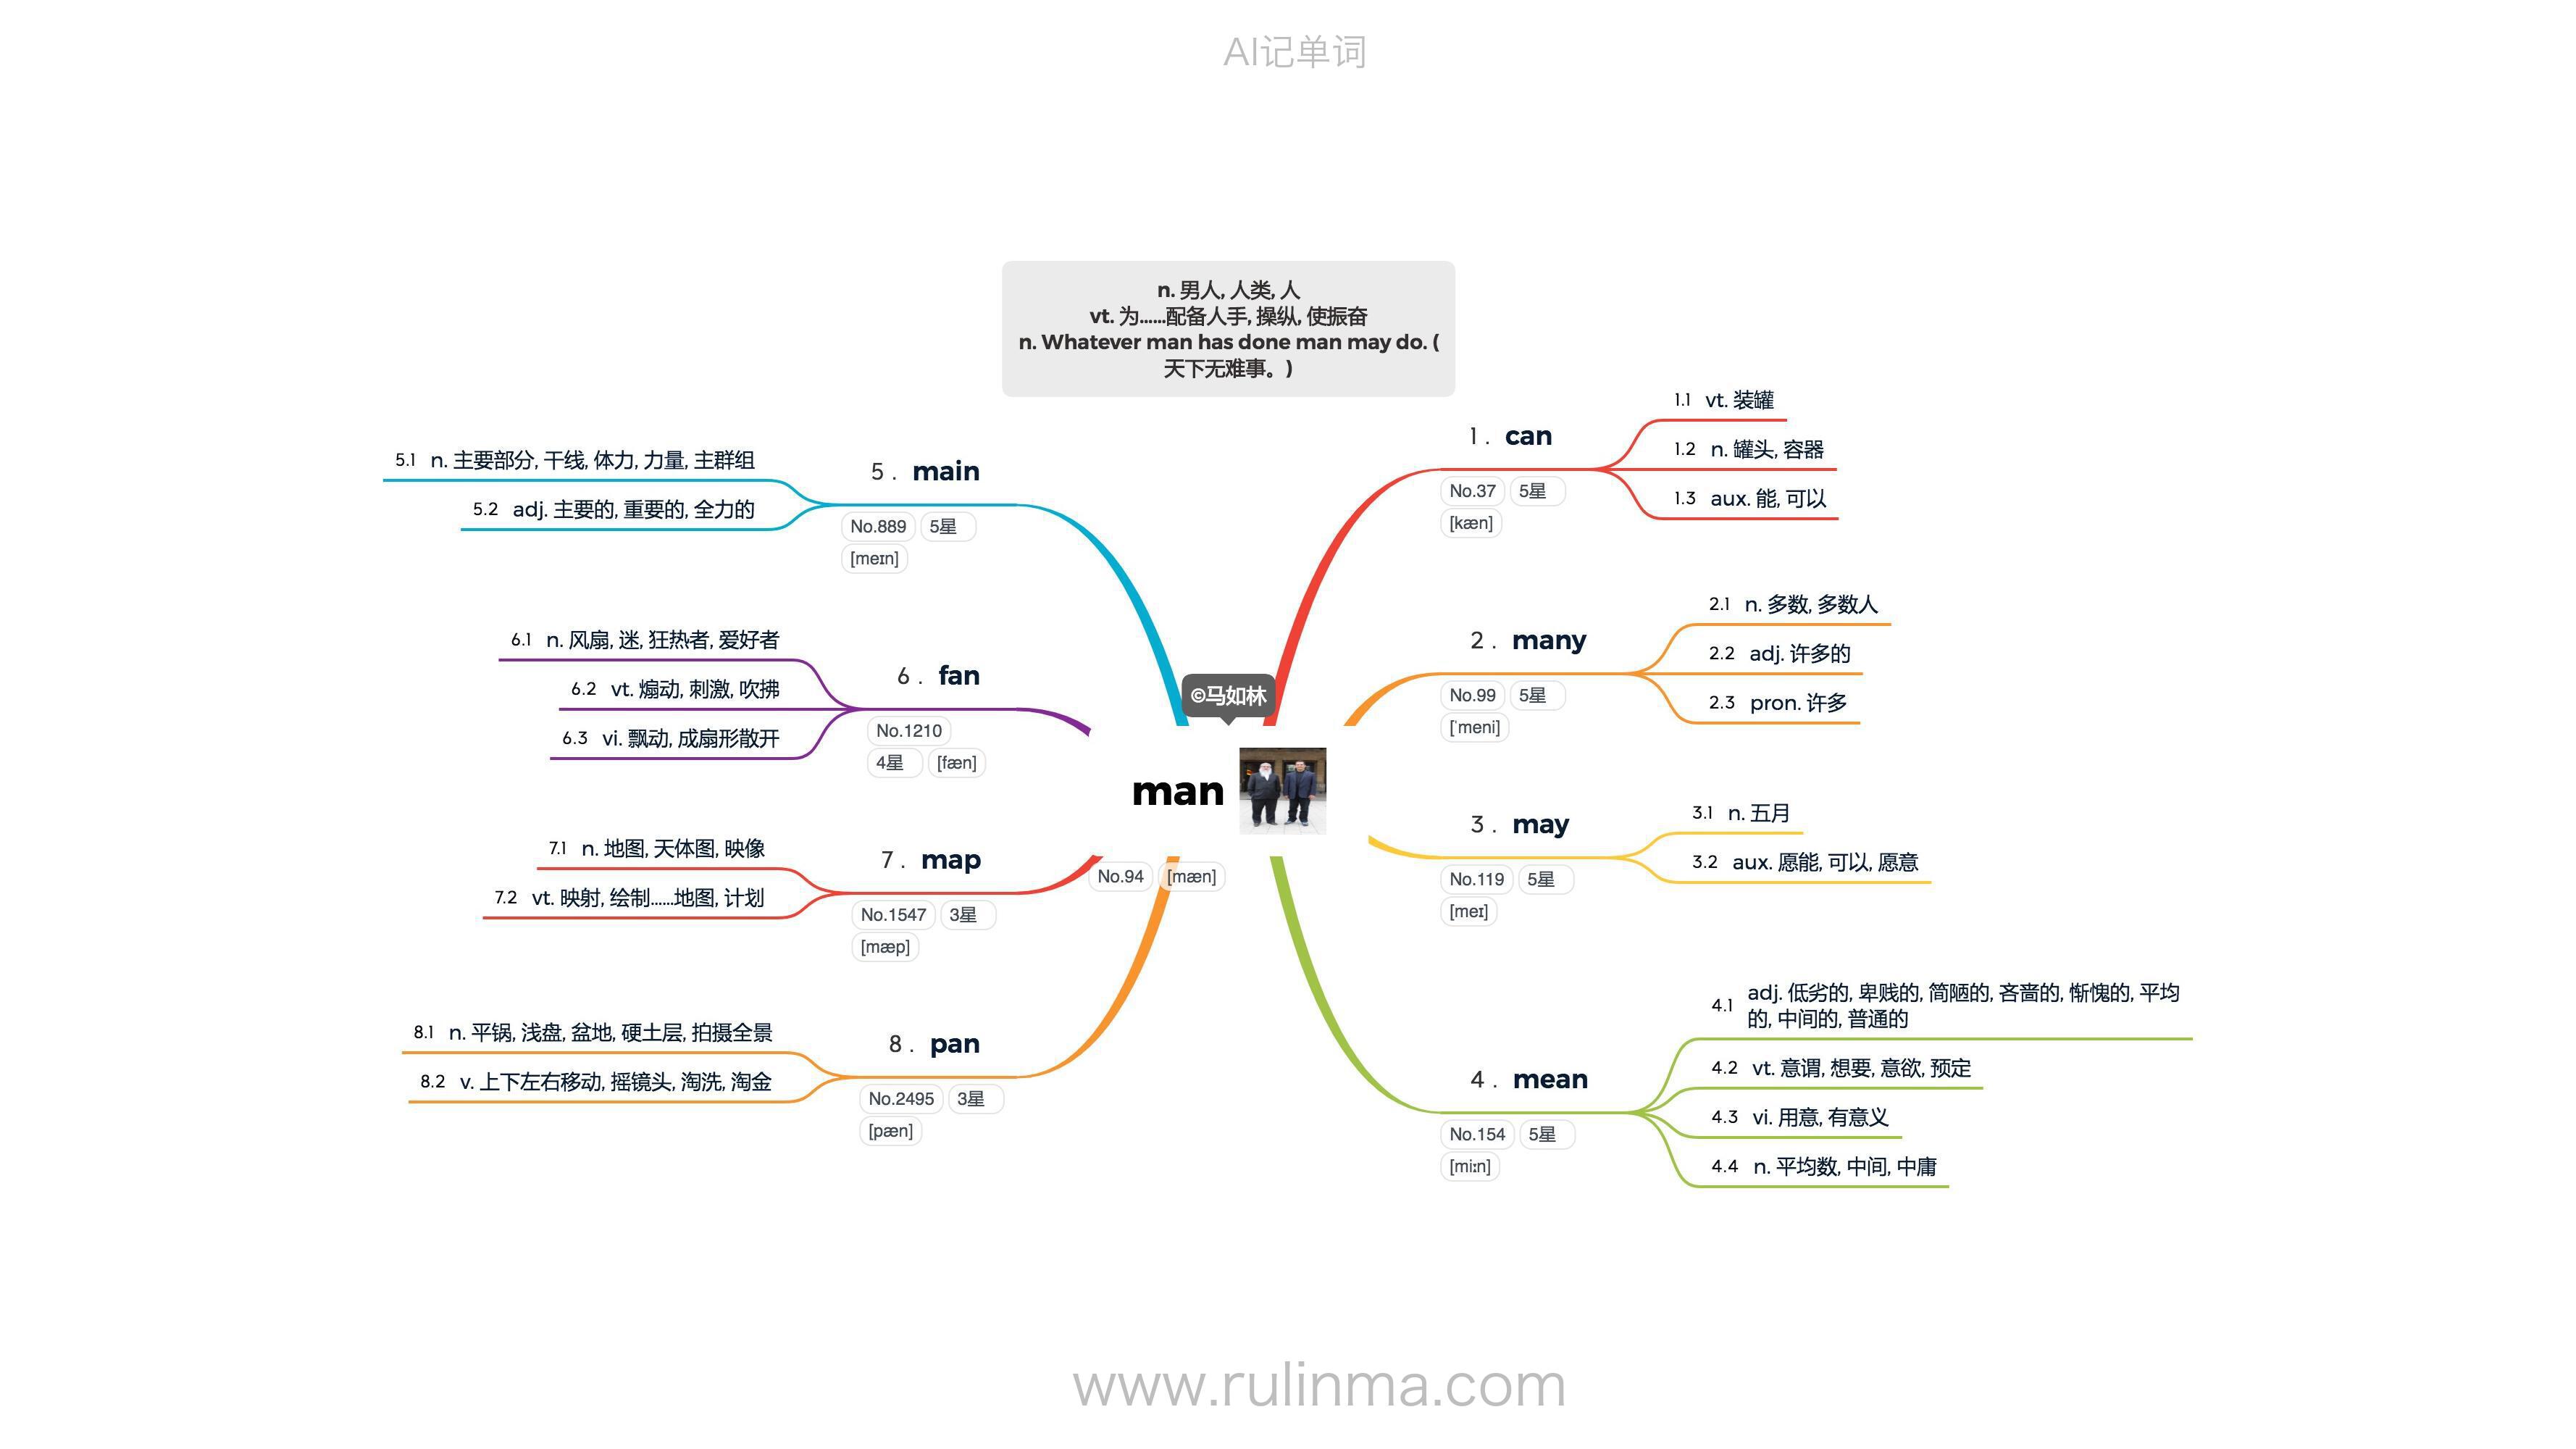 AI记单词
n. 男人, 人类, 人
vt. 为......配备人手, 操纵, 使振奋
n. Whatever man has done man may do. (
天下无难事。)
©马如林
man
No.94 [mæn]
1. can
No.37 5星
[kæn]
1.1 vt. 装罐
1.2 n. 罐头, 容器
1.3 aux. 能, 可以
2. many
No.99 5星
[ˈmeni]
2.1 n. 多数, 多数人
2.2 adj. 许多的
2.3 pron. 许多
3. may
No.119 5星
[meɪ]
3.1 n. 五月
3.2 aux. 愿能, 可以, 愿意
4. mean
No.154 5星
[miːn]
4.1 adj. 低劣的, 卑贱的, 简陋的, 吝啬的, 惭愧的, 平均
的, 中间的, 普通的
4.2 vt. 意谓, 想要, 意欲, 预定
4.3 vi. 用意, 有意义
4.4 n. 平均数, 中间, 中庸
5. main
No.889 5星
[meɪn]
5.1 n. 主要部分, 干线, 体力, 力量, 主群组
5.2 adj. 主要的, 重要的, 全力的
6. fan
No.1210
4星 [fæn]
6.1 n. 风扇, 迷, 狂热者, 爱好者
6.2 vt. 煽动, 刺激, 吹拂
6.3 vi. 飘动, 成扇形散开
7. map
No.1547 3星
[mæp]
7.1 n. 地图, 天体图, 映像
7.2 vt. 映射, 绘制......地图, 计划
8. pan
No.2495 3星
[pæn]
8.1 n. 平锅, 浅盘, 盆地, 硬土层, 拍摄全景
8.2 v. 上下左右移动, 摇镜头, 淘洗, 淘金
www.rulinma.com